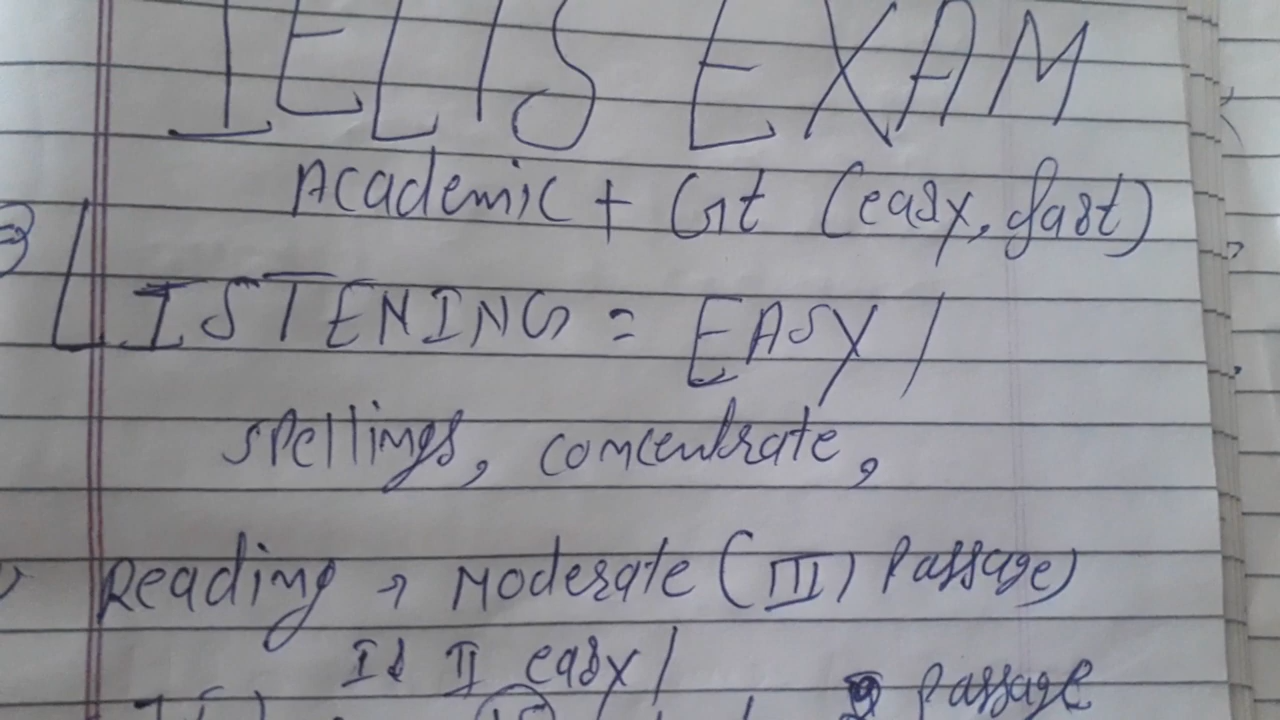 IELTS EXAM
Academic + Gt (easy, fast)
LISTENING = EASY /
spellings, concentrate,
Reading → Moderate (III) Passage)
I & II easy /
Passage